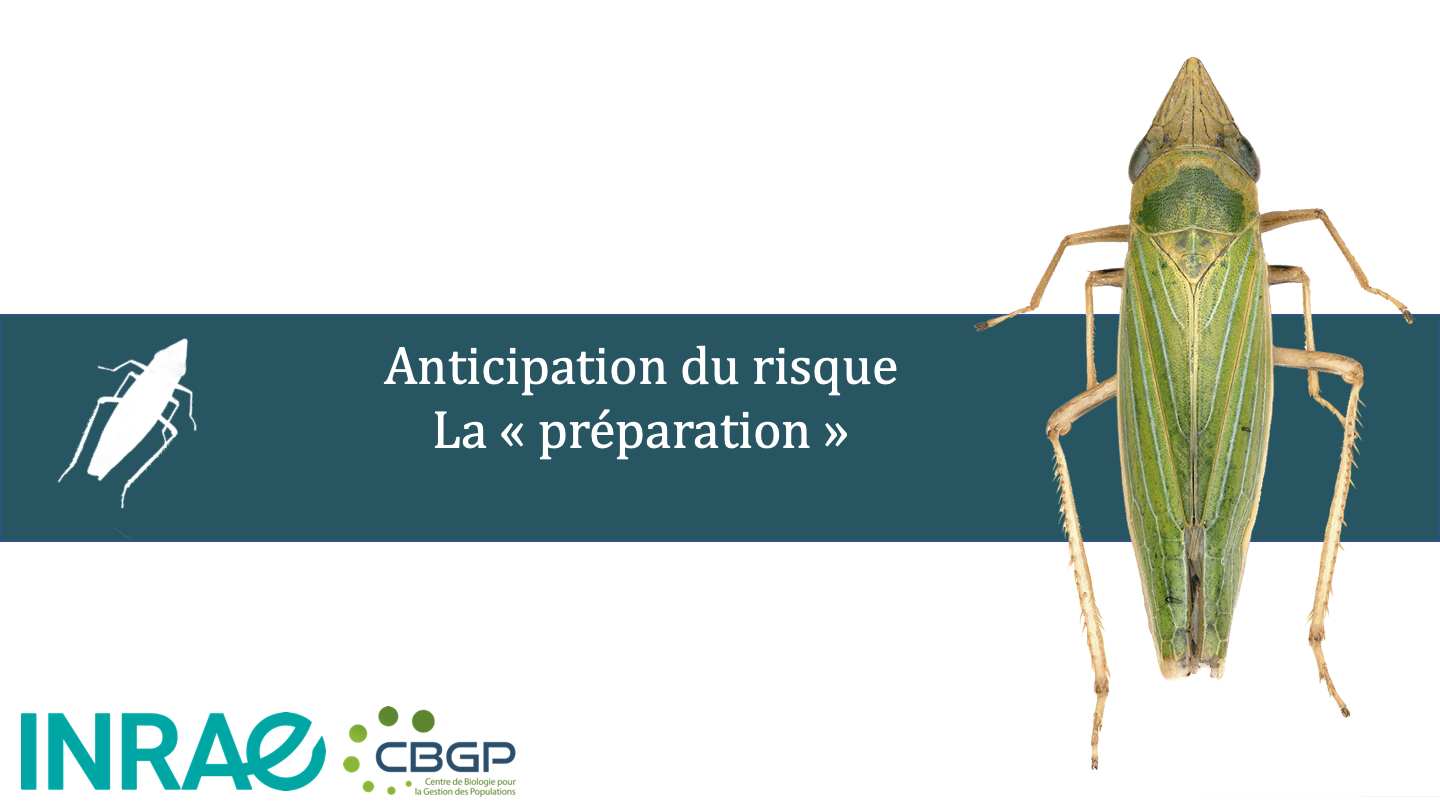 Anticipation du risque
La « préparation »
INRAE
CBGP
Centre de Biologie pour
la Gestion des Populations